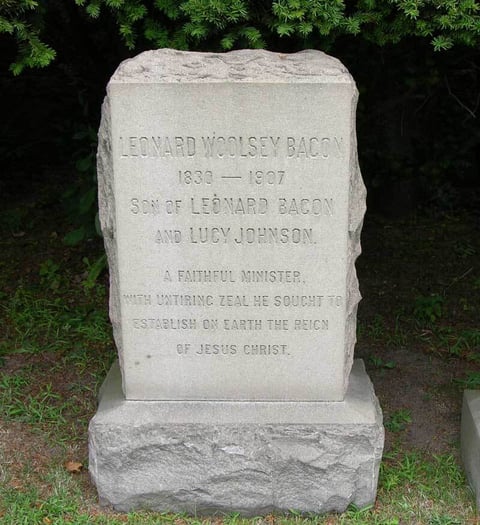 LEONARD WOOLSEY BACON
1830 — 1907
SON OF LEONARD BACON
AND LUCY JOHNSON.
A FAITHFUL MINISTER,
WITH UNTIRING ZEAL HE SOUGHT TO
ESTABLISH ON EARTH THE REIGN
OF JESUS CHRIST.